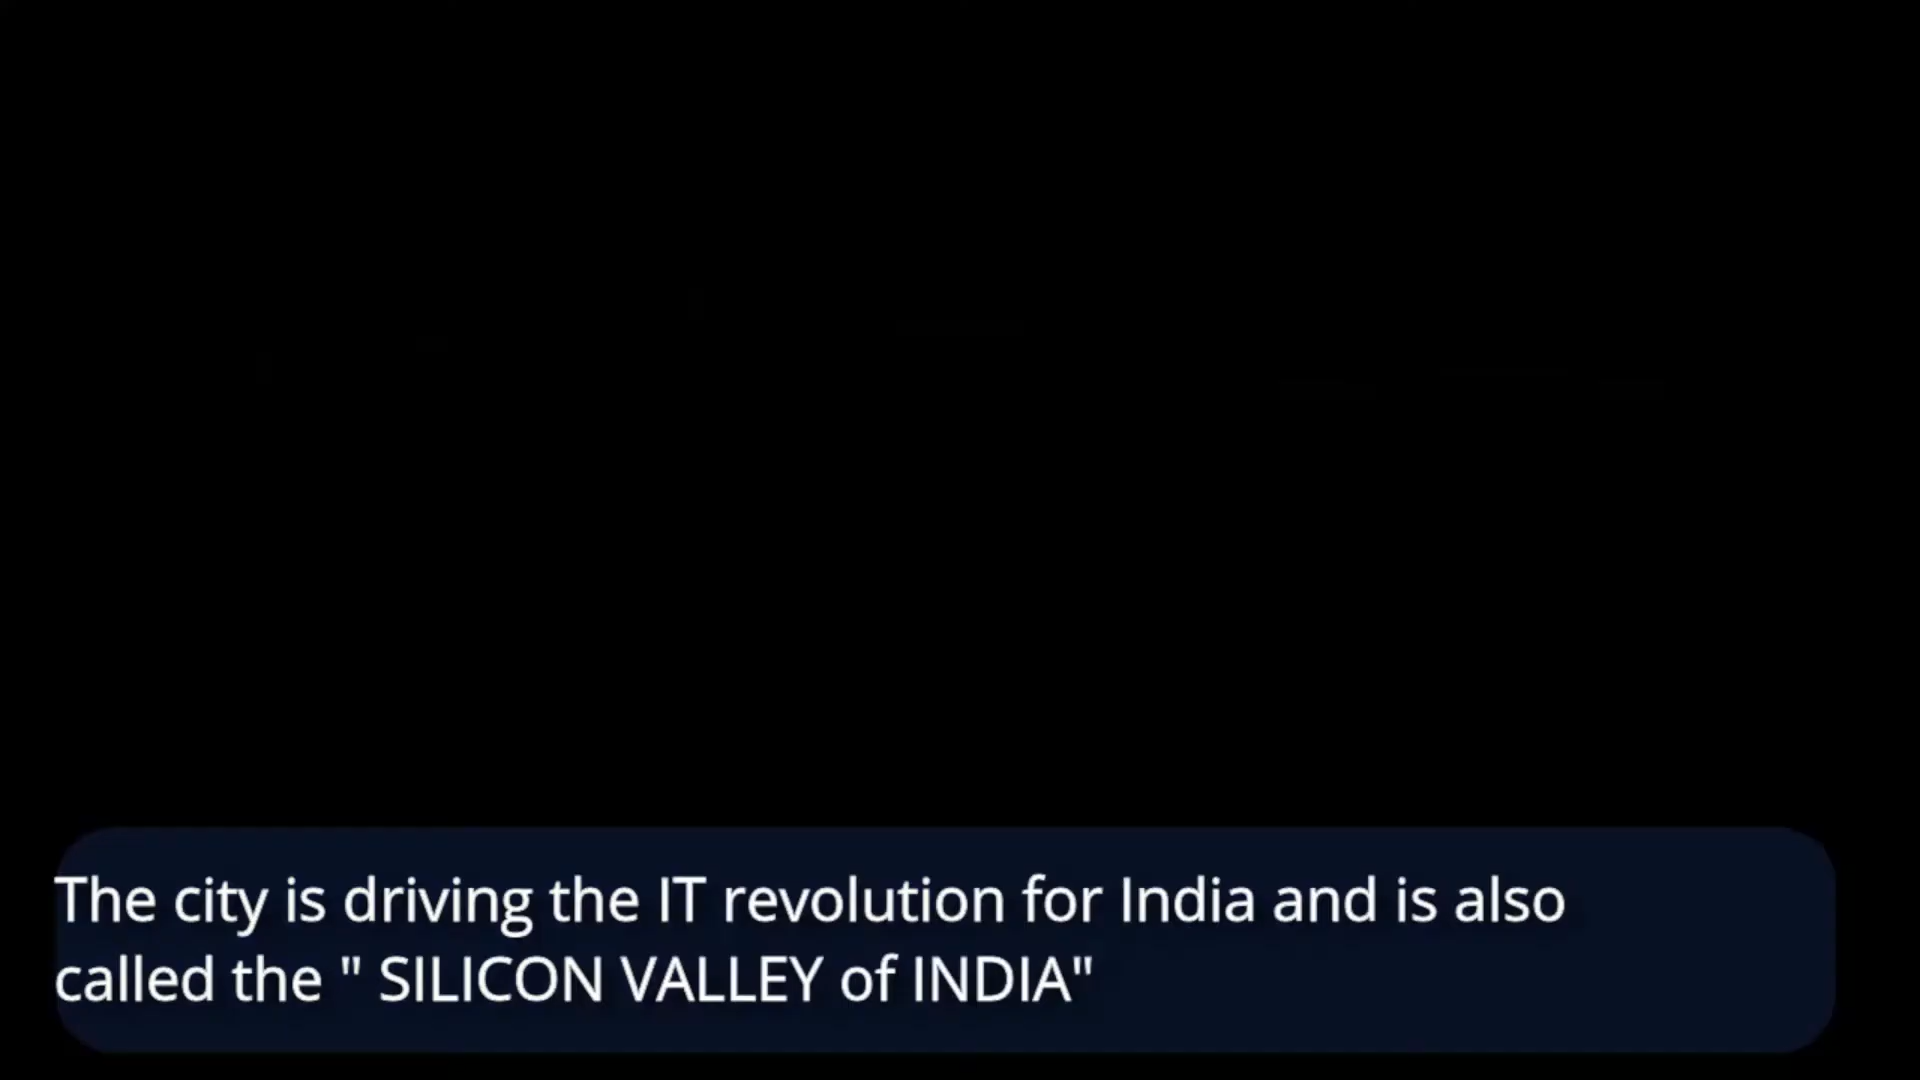 The city is driving the IT revolution for India and is also
called the " SILICON VALLEY of INDIA"